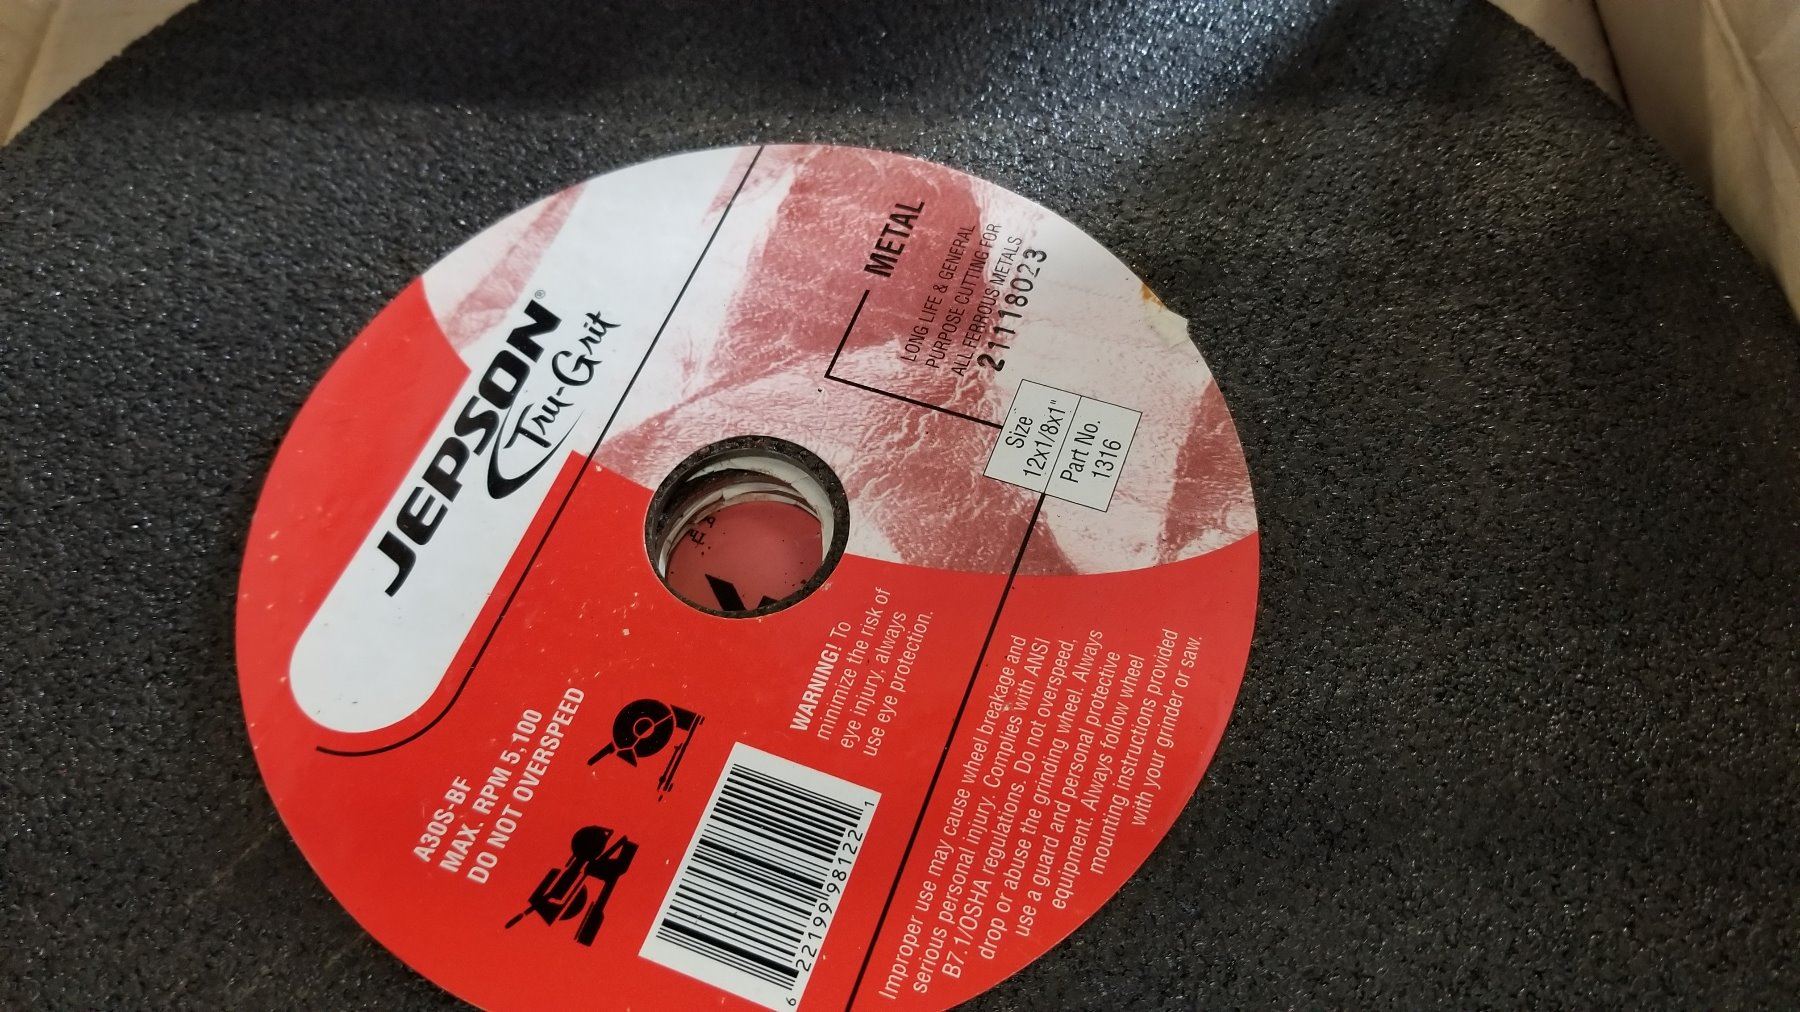 JEPSON®
Tru-Grit
METAL
LONG LIFE & GENERAL
PURPOSE CUTTING FOR
ALL FERROUS METALS
211118023
Size
12x1/8x1"
Part No.
1316
A30S-BF
MAX. RPM 5,100
DO NOT OVERSPEED
WARNING! To
minimize the risk of
eye injury, always
use eye protection.
6 22199 98122 1
Improper use may cause wheel breakage and
serious personal injury. Complies with ANSI
B7.1/OSHA regulations. Do not overspeed,
drop or abuse the grinding wheel. Always
use a guard and personal protective
equipment. Always follow wheel
mounting instructions provided
with your grinder or saw.